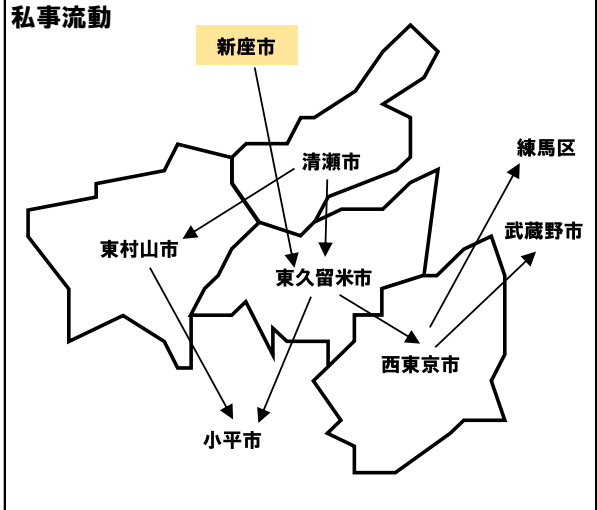 私事流動
新座市
清瀬市
練馬区
武蔵野市
東村山市
東久留米市
西東京市
小平市